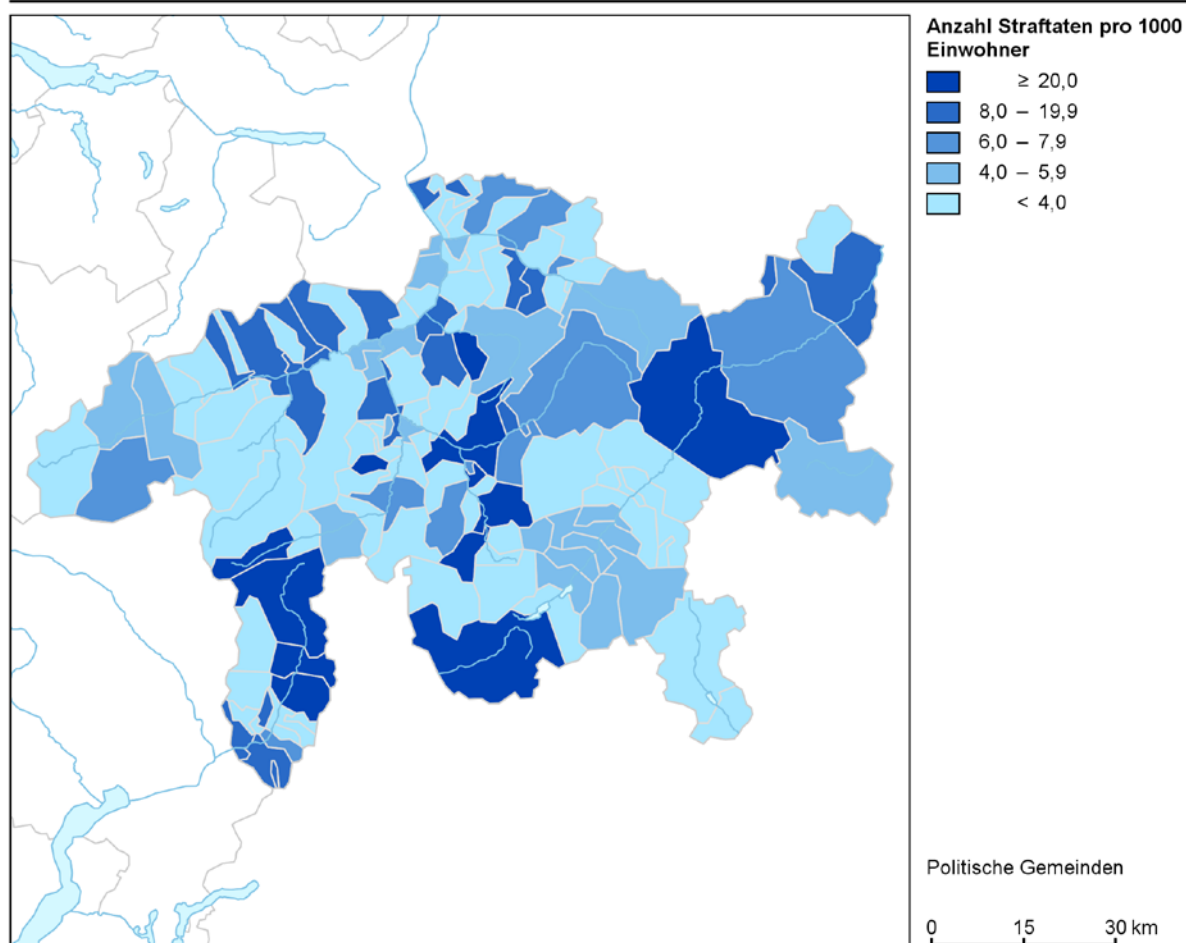 Anzahl Straftaten pro 1000
Einwohner
≥ 20,0
8,0 – 19,9
6,0 – 7,9
4,0 – 5,9
< 4,0
Politische Gemeinden
0 15 30 km